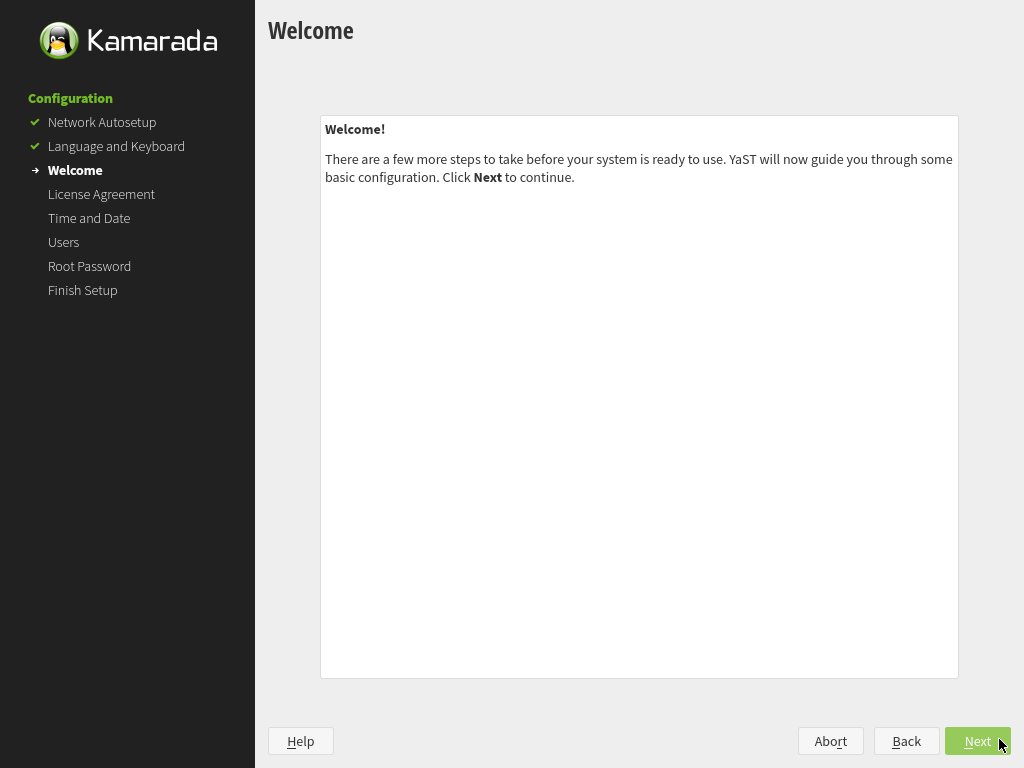 Kamarada
Configuration
Network Autosetup
Language and Keyboard
Welcome
License Agreement
Time and Date
Users
Root Password
Finish Setup
Welcome
Welcome!
There are a few more steps to take before your system is ready to use. YaST will now guide you through some
basic configuration. Click Next to continue.
Help
Abort
Back
Next